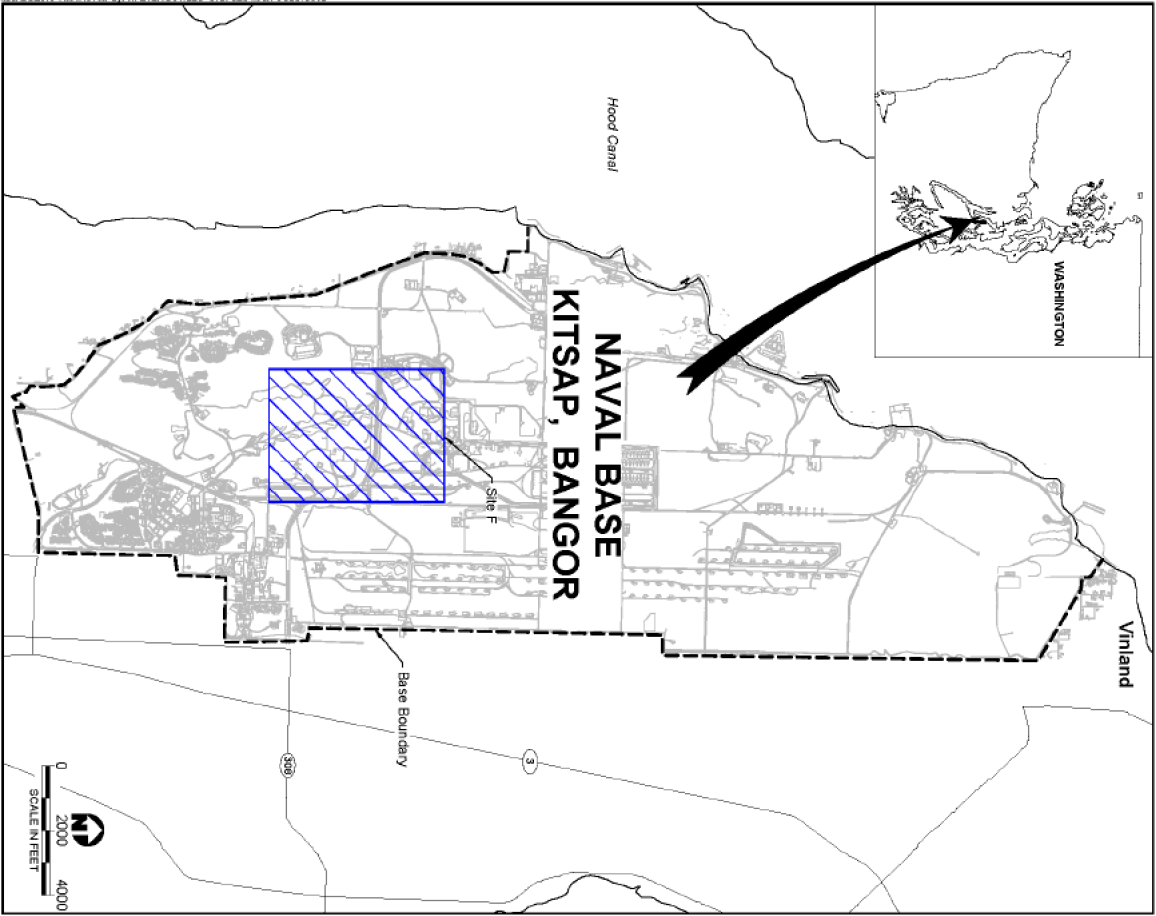 WASHINGTON
Hood Canal
NAVAL BASE
KITSAP, BANGOR
Vinland
Site F
Base Boundary
3
308
N
0 2000 4000
SCALE IN FEET